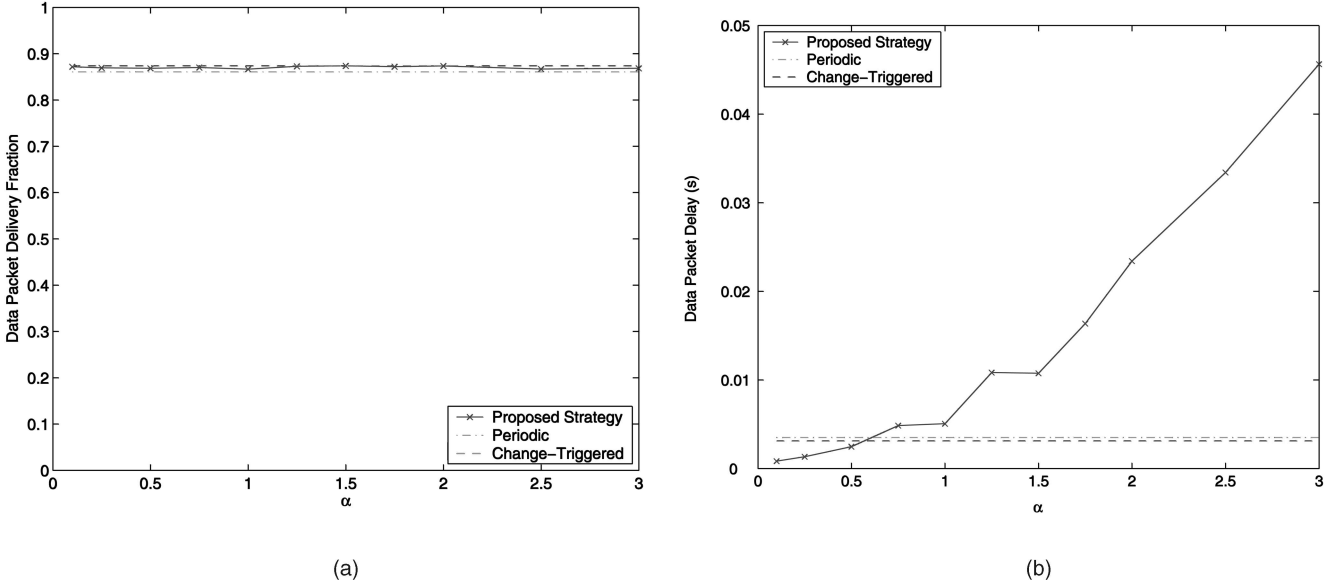 1
0.9
0.8
0.7
0.6
0.5
0.4
0.3
0.2
0.1
0
Data Packet Delivery Fraction
Proposed Strategy
Periodic
Change-Triggered
0 0.5 1 1.5 2 2.5 3
α
(a)
0.05
0.04
0.03
0.02
0.01
0
Data Packet Delay (s)
Proposed Strategy
Periodic
Change-Triggered
0 0.5 1 1.5 2 2.5 3
α
(b)